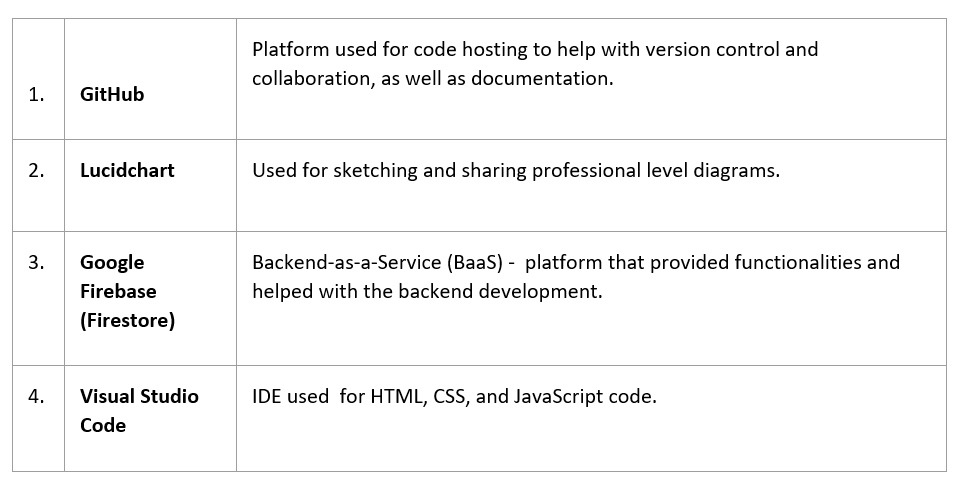 1. GitHub Platform used for code hosting to help with version control and
collaboration, as well as documentation.
2. Lucidchart Used for sketching and sharing professional level diagrams.
3. Google
Firebase
(Firestore)
Backend-as-a-Service (BaaS) -  platform that provided functionalities and
helped with the backend development.
4. Visual Studio
Code
IDE used  for HTML, CSS, and JavaScript code.